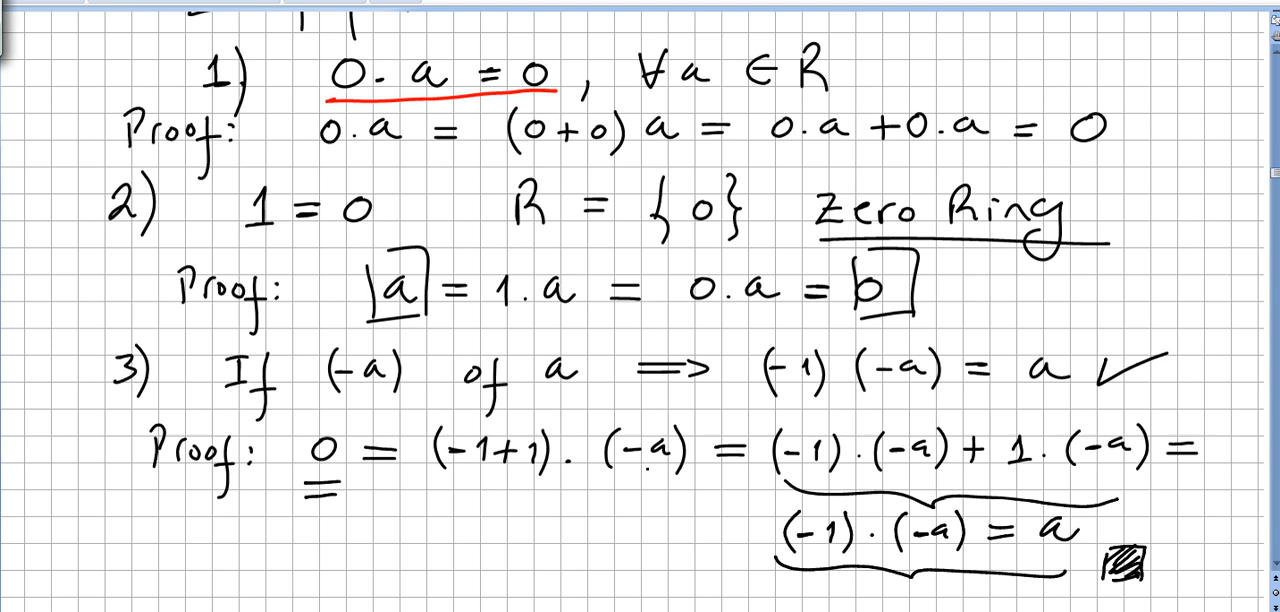 1) 0. a = 0 , ∀ a ∈ R
Proof: 0. a = (0+0) a = 0. a + 0. a = 0
2) 1 = 0 R = {0} Zero Ring
Proof: a = 1. a = 0. a = 0
3) If (-a) of a ⟹ (-1) (-a) = a ✓
Proof: 0 = (-1+1) . (-a) = (-1) . (-a) + 1. (-a) =
(-1) . (-a) = a